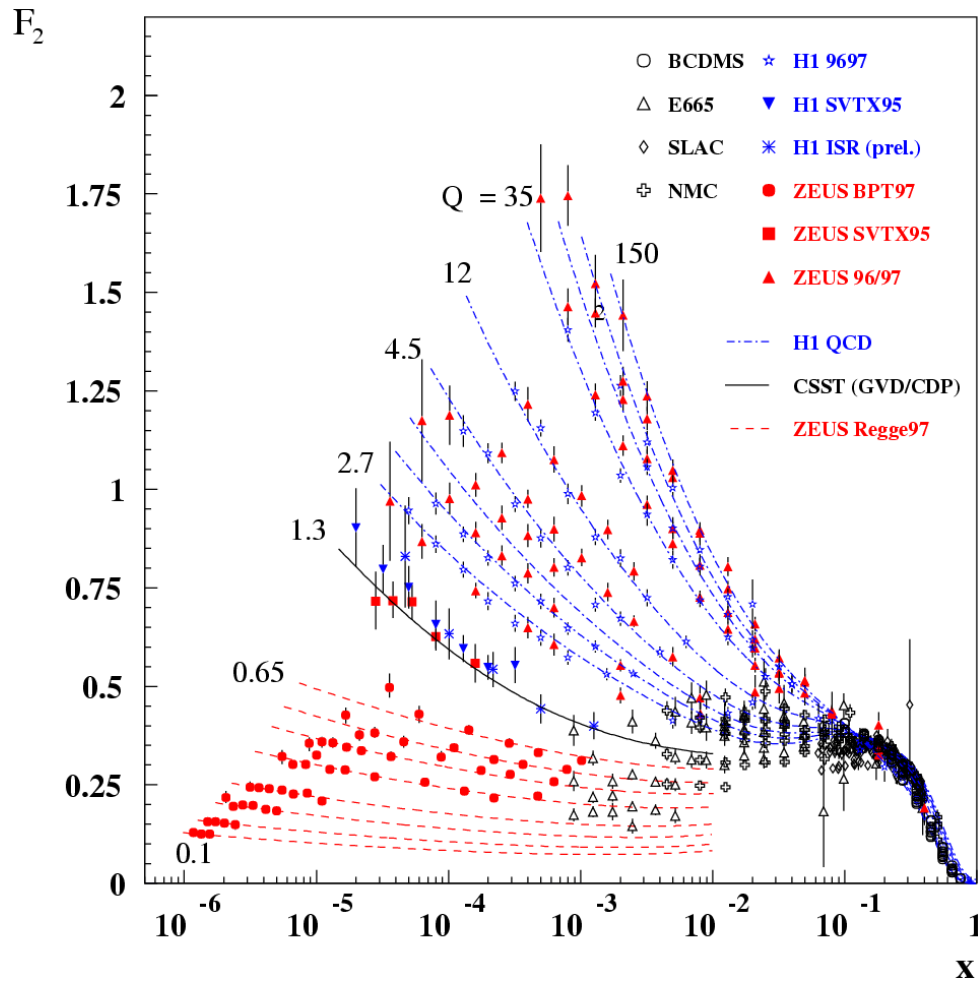 F2
2
1.75
1.5
1.25
1
0.75
0.5
0.25
0
BCDMS
E665
SLAC
NMC
H1 9697
H1 SVTX95
H1 ISR (prel.)
ZEUS BPT97
ZEUS SVTX95
ZEUS 96/97
H1 QCD
CSST (GVD/CDP)
ZEUS Regge97
Q = 35
150
2
12
4.5
2.7
1.3
0.65
0.1
10^-6
10^-5
10^-4
10^-3
10^-2
10^-1
1
x